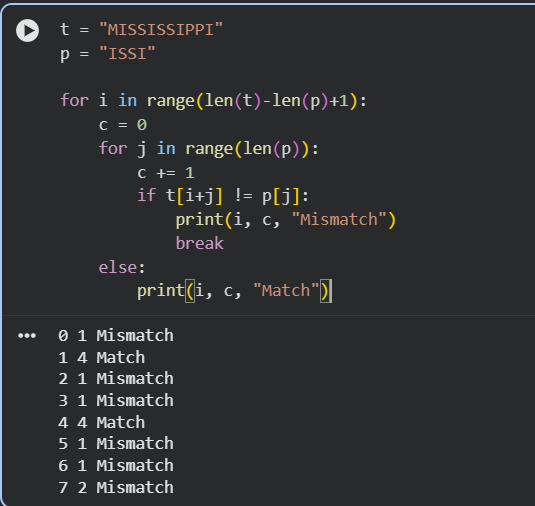 t = "MISSISSIPPI"
p = "ISSI"

for i in range(len(t)-len(p)+1):
    c = 0
    for j in range(len(p)):
        c += 1
        if t[i+j] != p[j]:
            print(i, c, "Mismatch")
            break
    else:
        print(i, c, "Match")
0 1 Mismatch
1 4 Match
2 1 Mismatch
3 1 Mismatch
4 4 Match
5 1 Mismatch
6 1 Mismatch
7 2 Mismatch